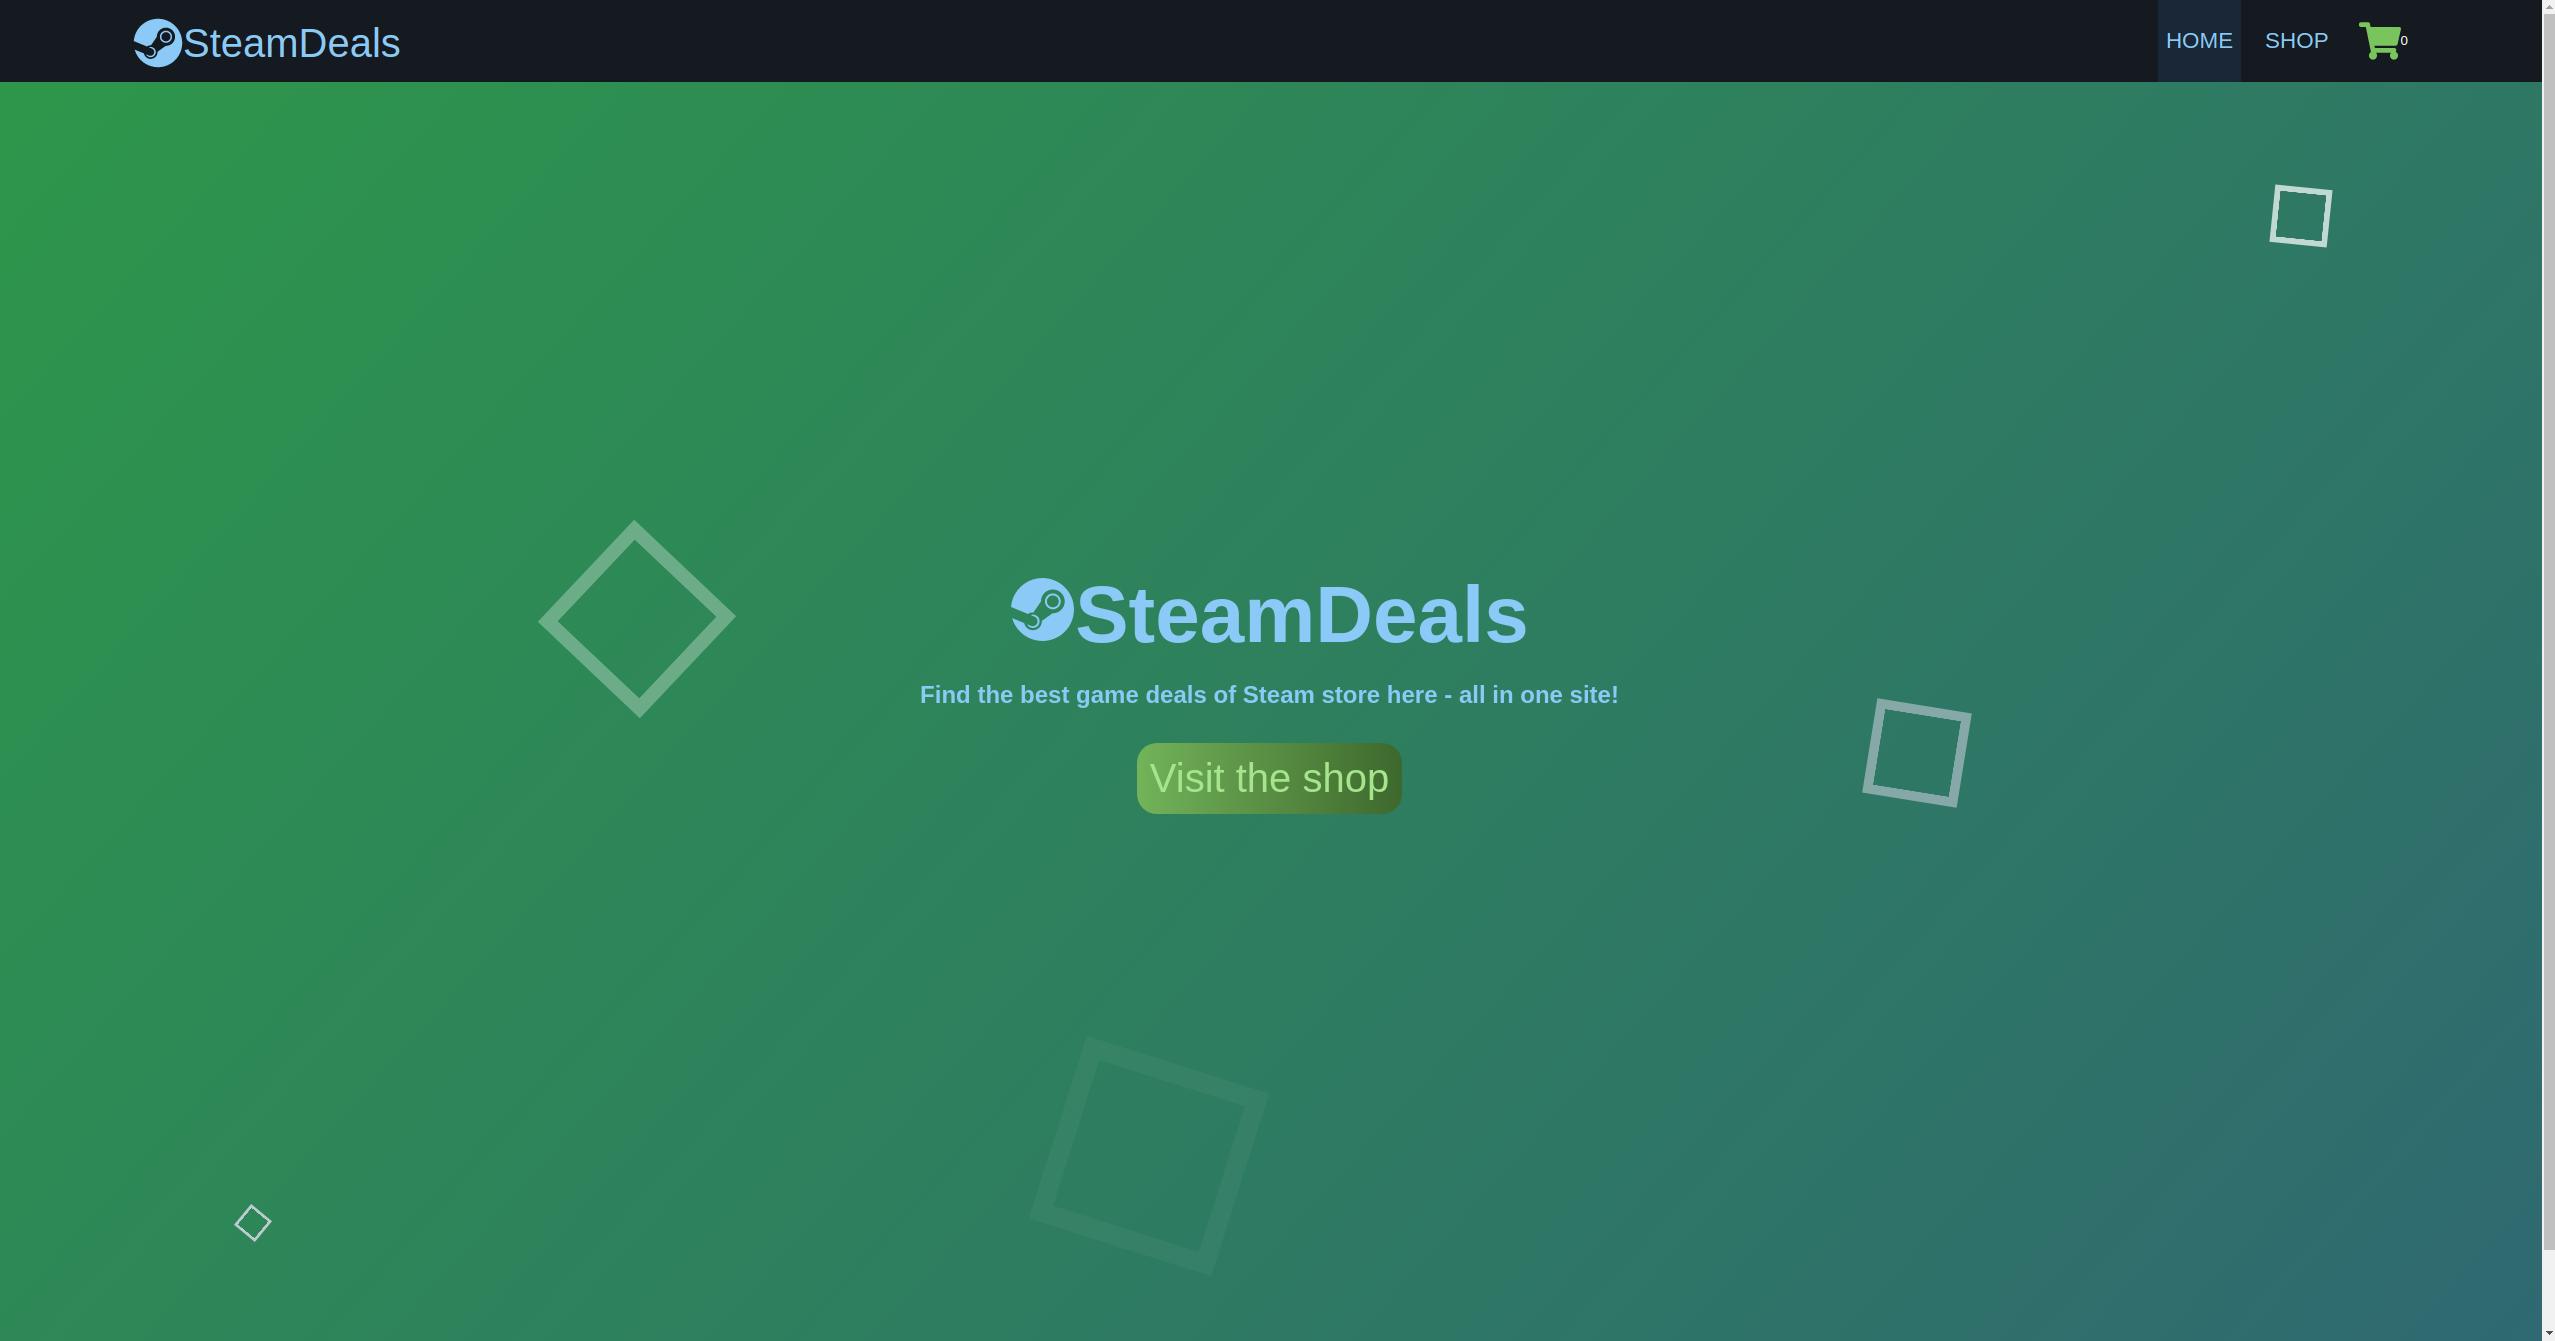 SteamDeals
HOME
SHOP
0
SteamDeals
Find the best game deals of Steam store here - all in one site!
Visit the shop